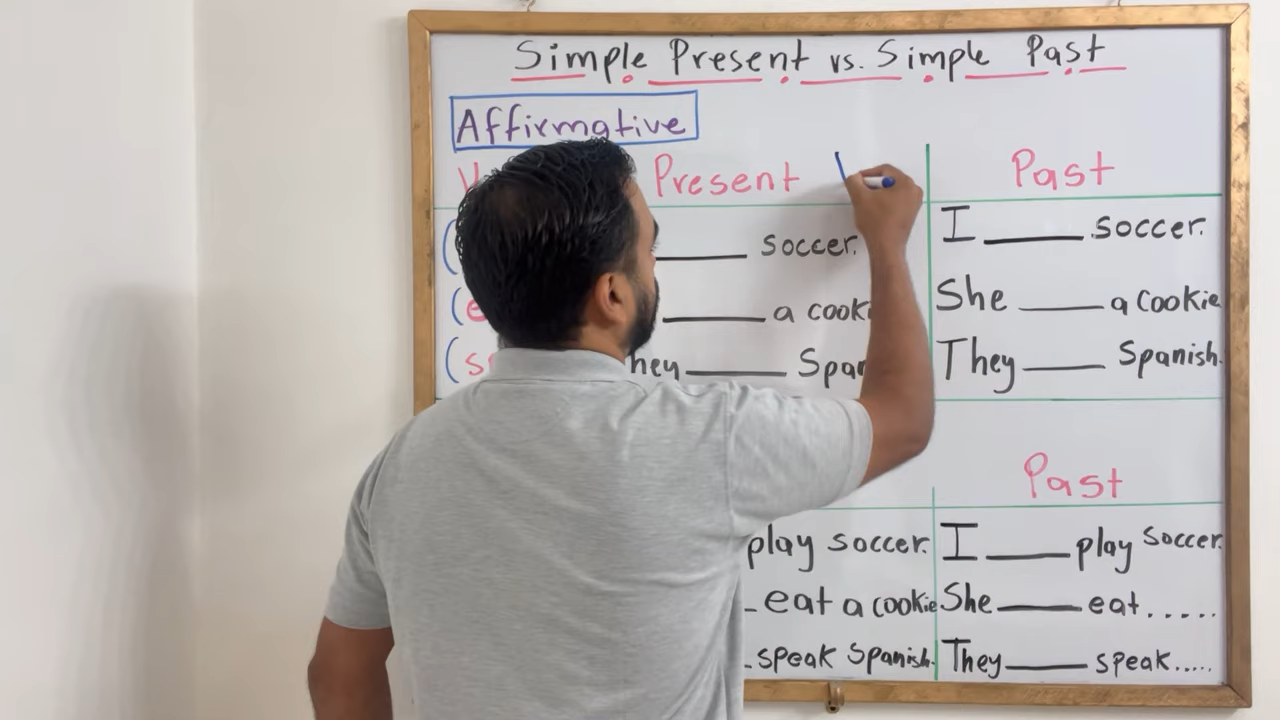 Simple Present vs. Simple Past
Affirmative
Present Past
soccer. I ____ soccer.
a cook She ____ a cookie
hey ____ They ____ Spanish.
Past
play soccer. I ____ play soccer.
eat a cookie She ____ eat.....
speak Spanish. They ____ speak.....